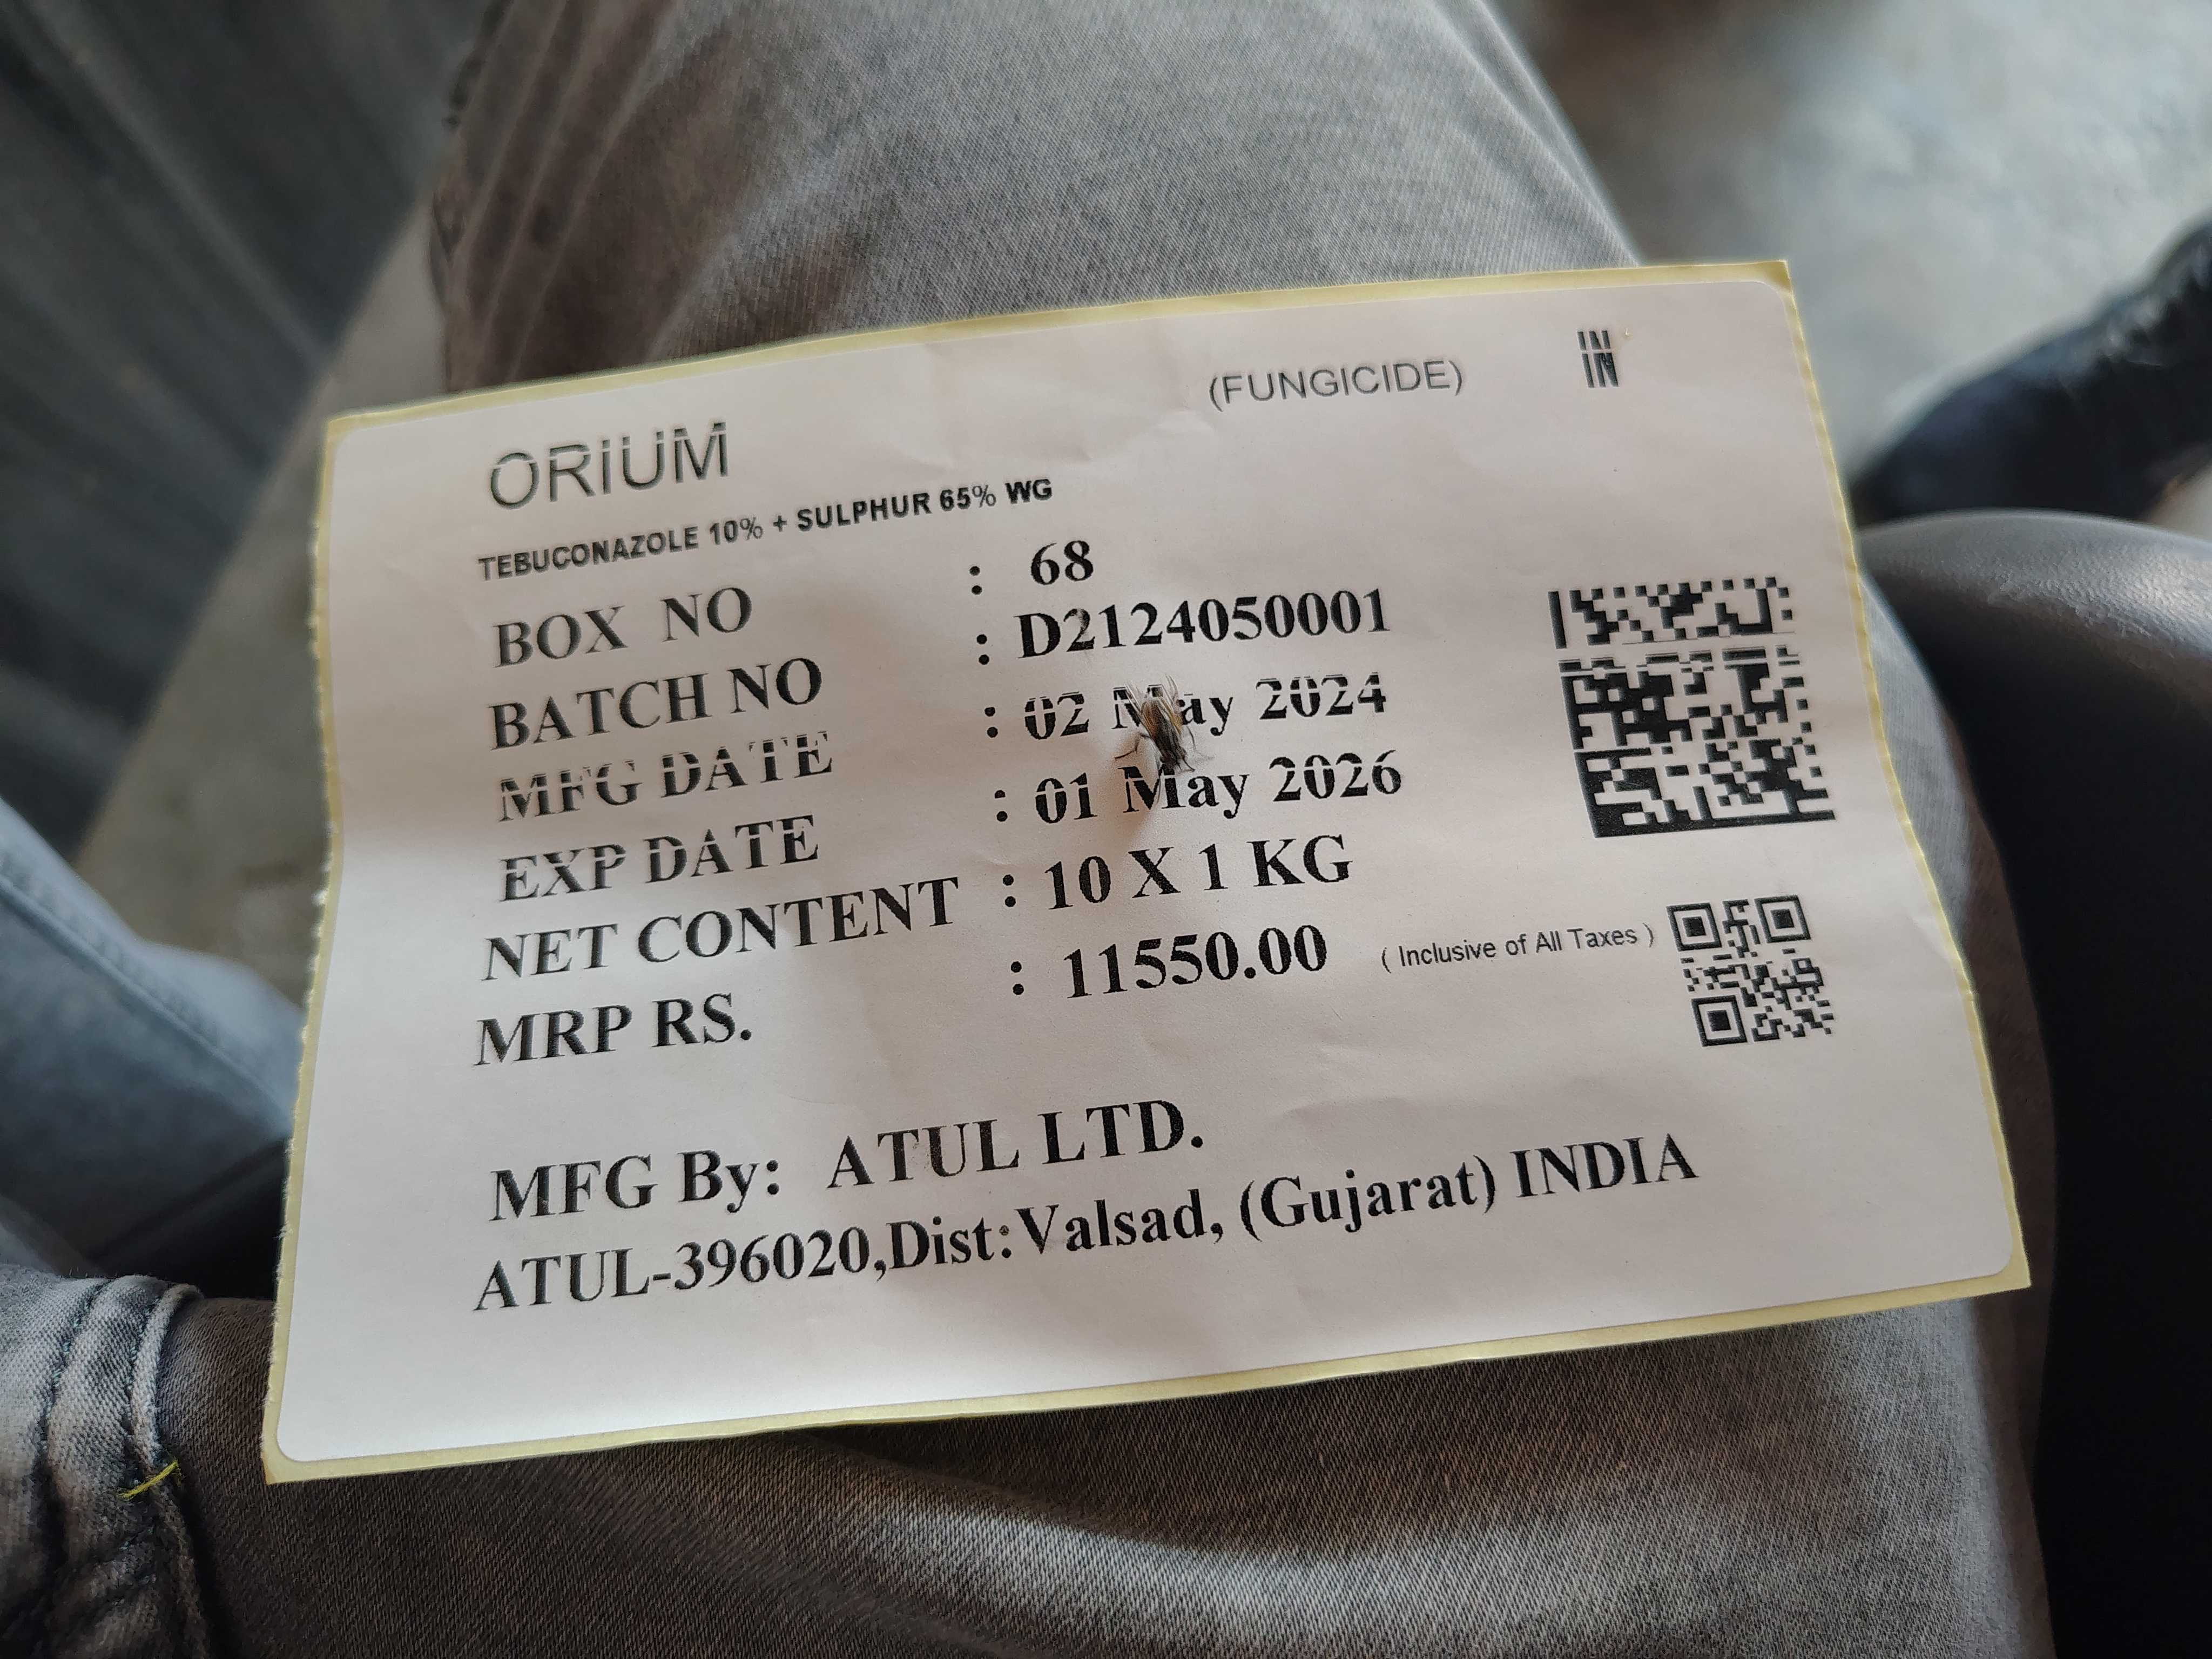 (FUNGICIDE) IN
ORIUM
TEBUCONAZOLE 10% + SULPHUR 65% WG
BOX NO : 68
BATCH NO : D2124050001
MFG DATE : 02 May 2024
EXP DATE : 01 May 2026
NET CONTENT : 10 X 1 KG
MRP RS. : 11550.00 ( Inclusive of All Taxes )
MFG By: ATUL LTD.
ATUL-396020,Dist:Valsad, (Gujarat) INDIA